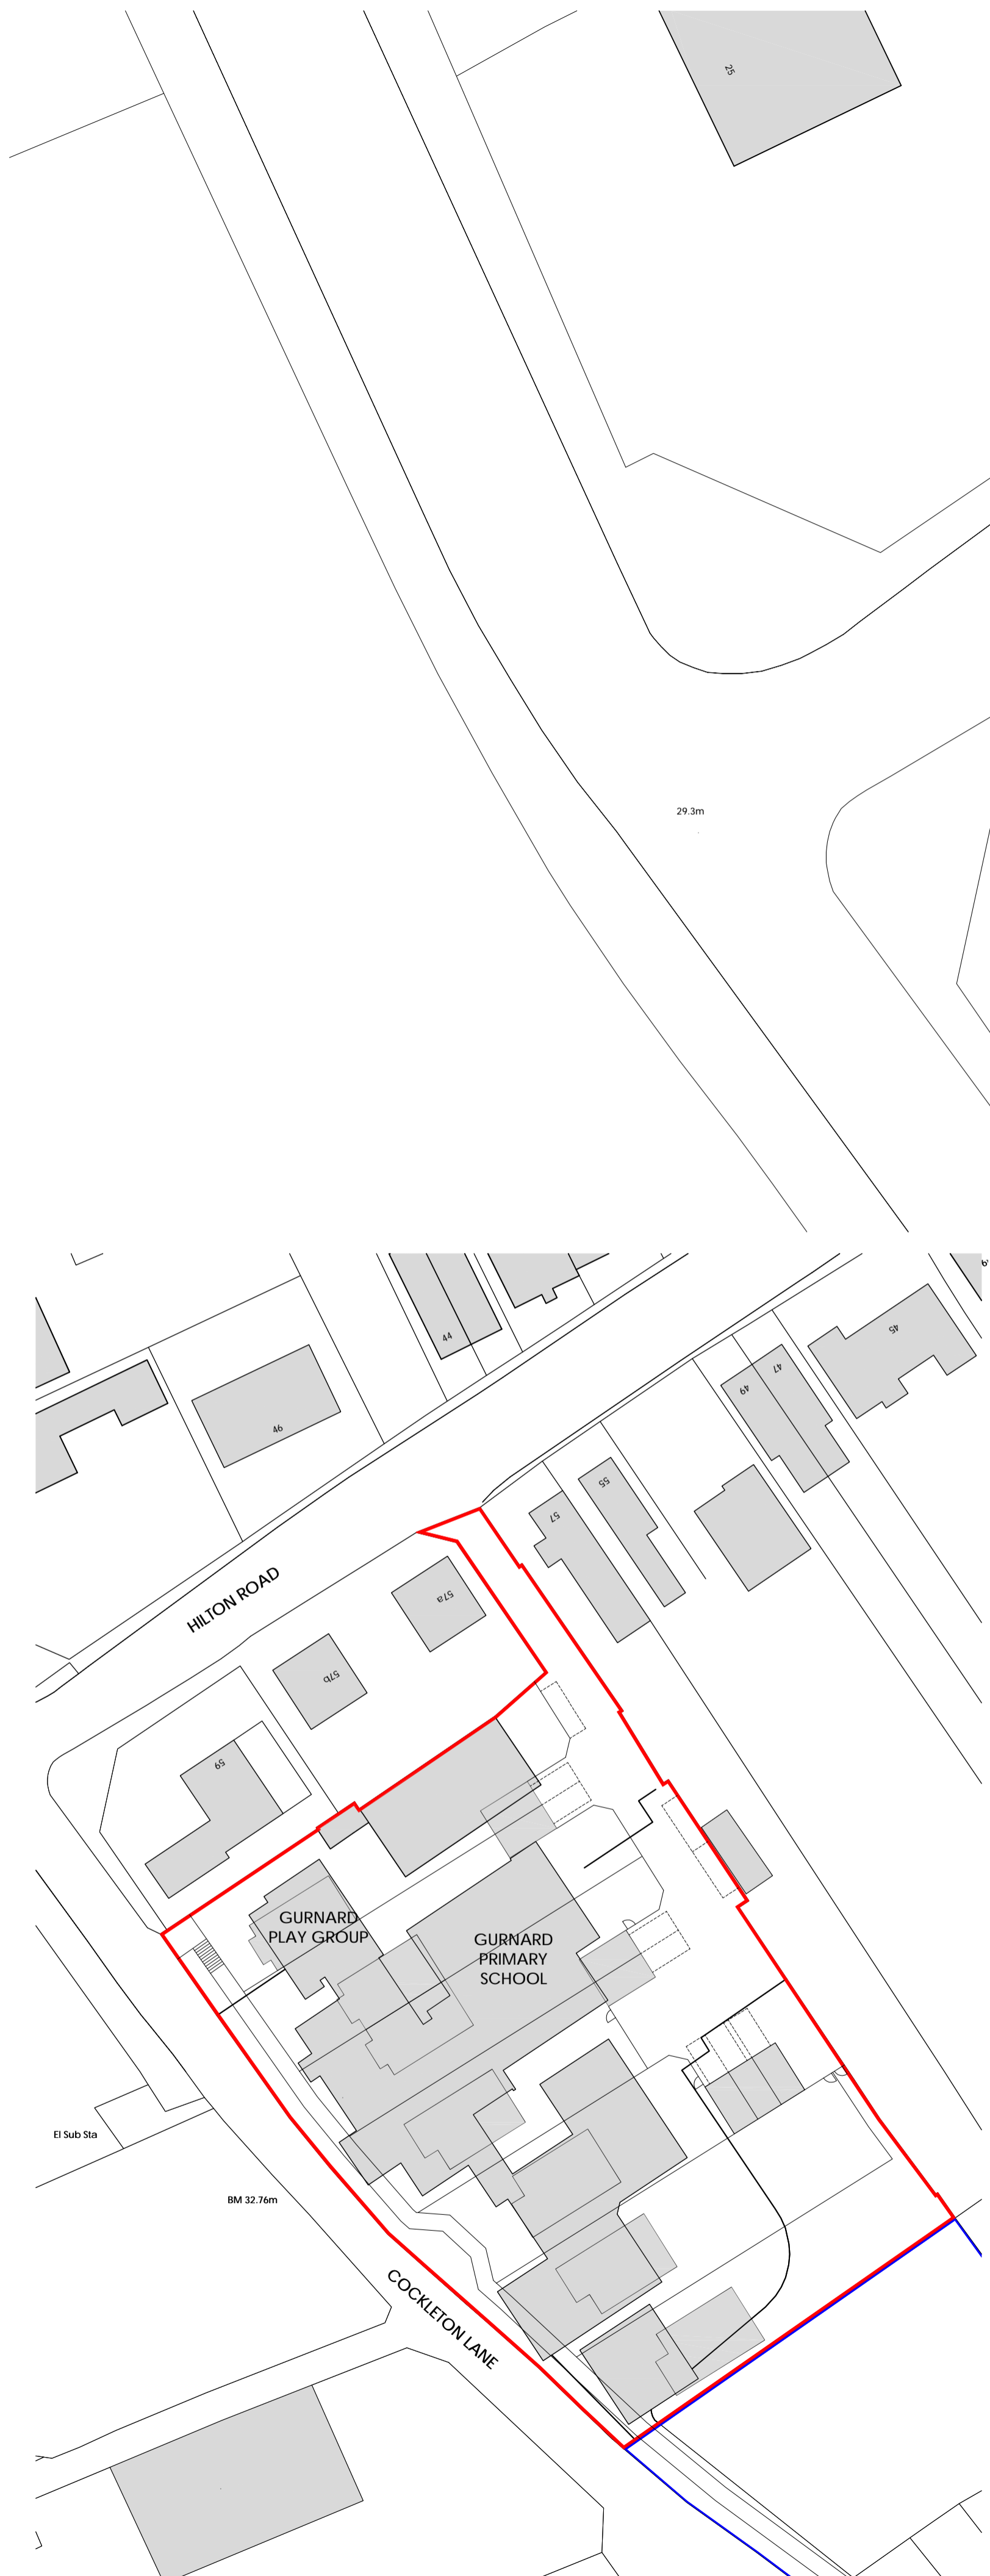 25
29.3m
44
46
45
47
49
55
57
HILTON ROAD
57a
57b
59
GURNARD
PLAY GROUP
GURNARD
PRIMARY
SCHOOL
El Sub Sta
BM 32.76m
COCKLETON LANE